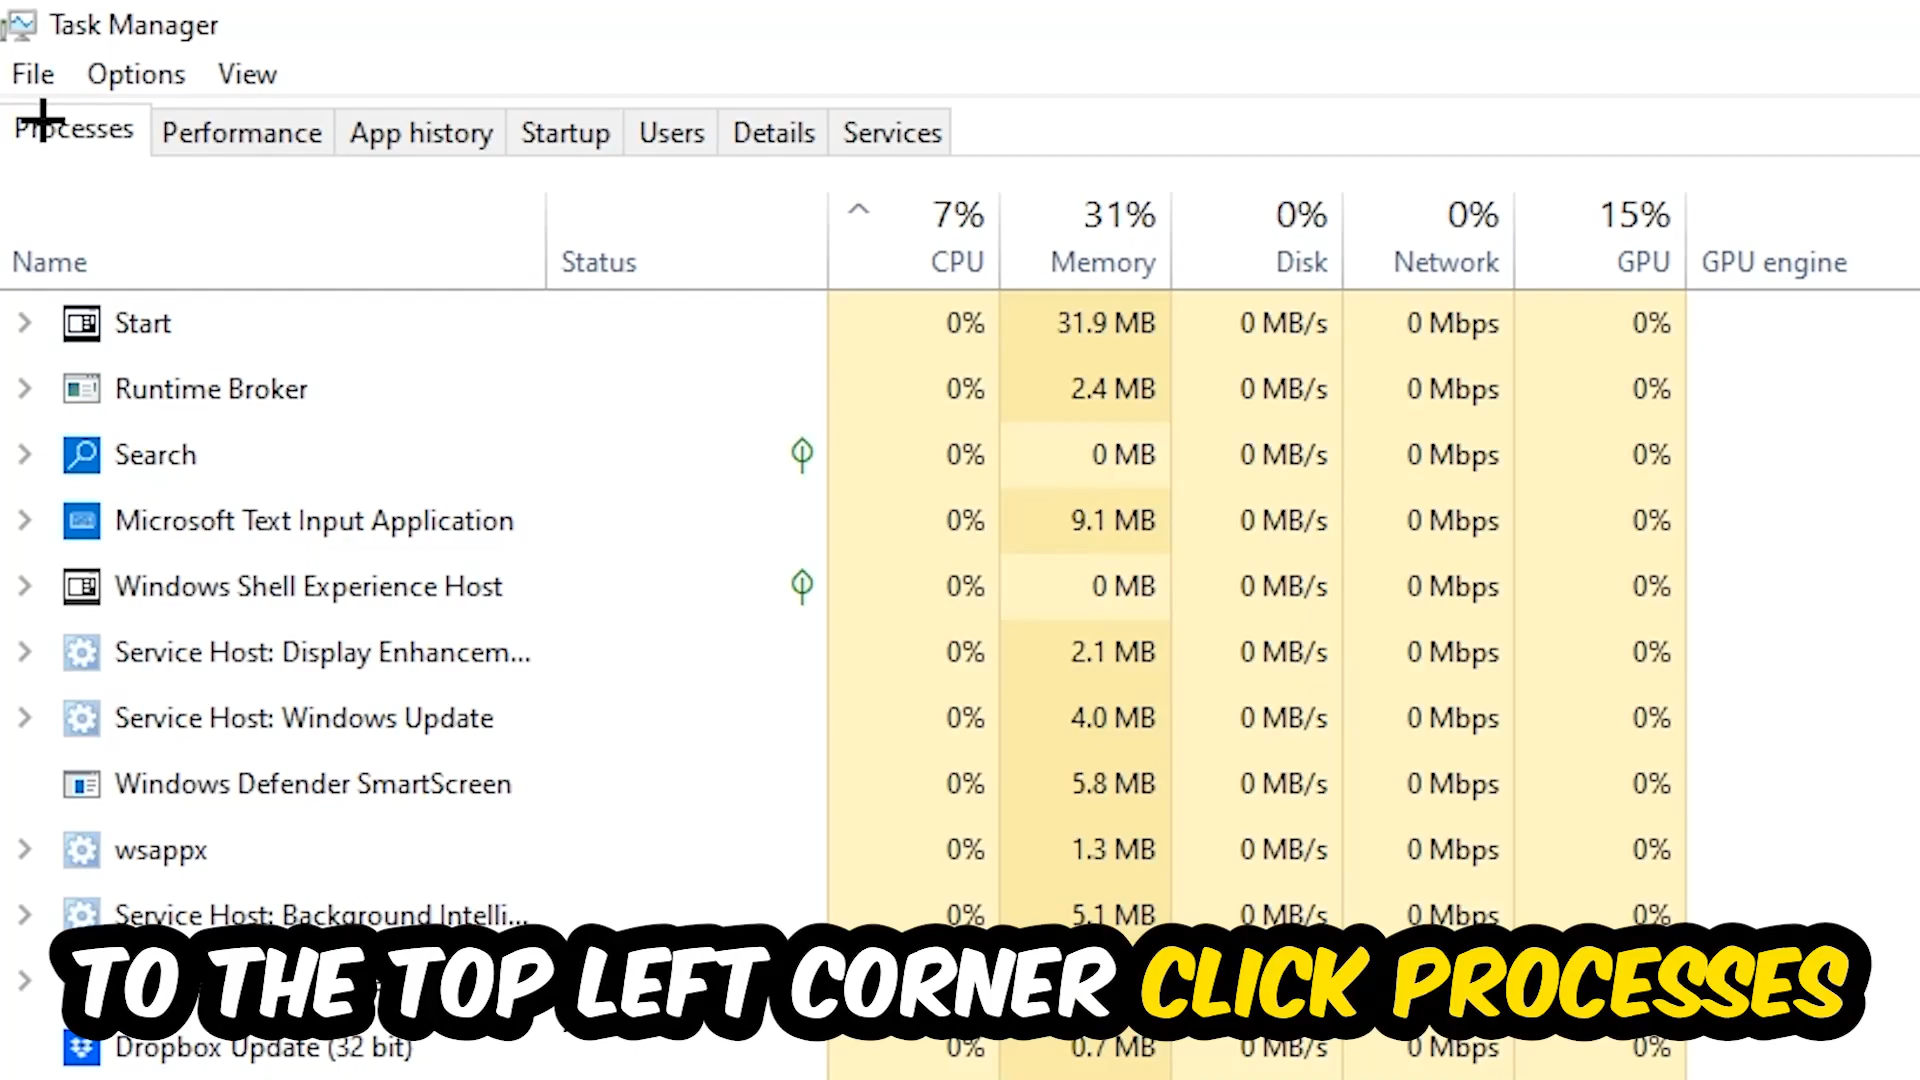 Task Manager
File Options View
Processes Performance App history Startup Users Details Services
7% 31% 0% 0% 15%
Name Status CPU Memory Disk Network GPU GPU engine
Start 0% 31.9 MB 0 MB/s 0 Mbps 0%
Runtime Broker 0% 2.4 MB 0 MB/s 0 Mbps 0%
Search 0% 0 MB 0 MB/s 0 Mbps 0%
Microsoft Text Input Application 0% 9.1 MB 0 MB/s 0 Mbps 0%
Windows Shell Experience Host 0% 0 MB 0 MB/s 0 Mbps 0%
Service Host: Display Enhancem... 0% 2.1 MB 0 MB/s 0 Mbps 0%
Service Host: Windows Update 0% 4.0 MB 0 MB/s 0 Mbps 0%
Windows Defender SmartScreen 0% 5.8 MB 0 MB/s 0 Mbps 0%
wsappx 0% 1.3 MB 0 MB/s 0 Mbps 0%
Service Host: Background Intelli... 0% 5.1 MB 0 MB/s 0 Mbps 0%
TO THE TOP LEFT CORNER CLICK PROCESSES
Dropbox Update (32 bit) 0% 0.7 MB 0 MB/s 0 Mbps 0%